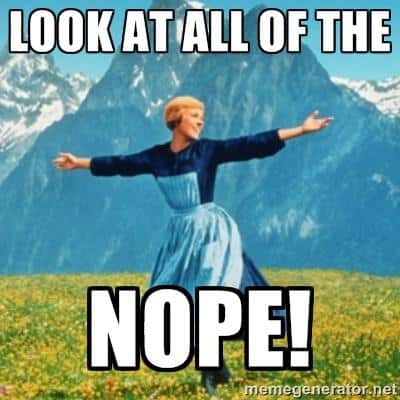 LOOK AT ALL OF THE
NOPE!
memegenerator.net